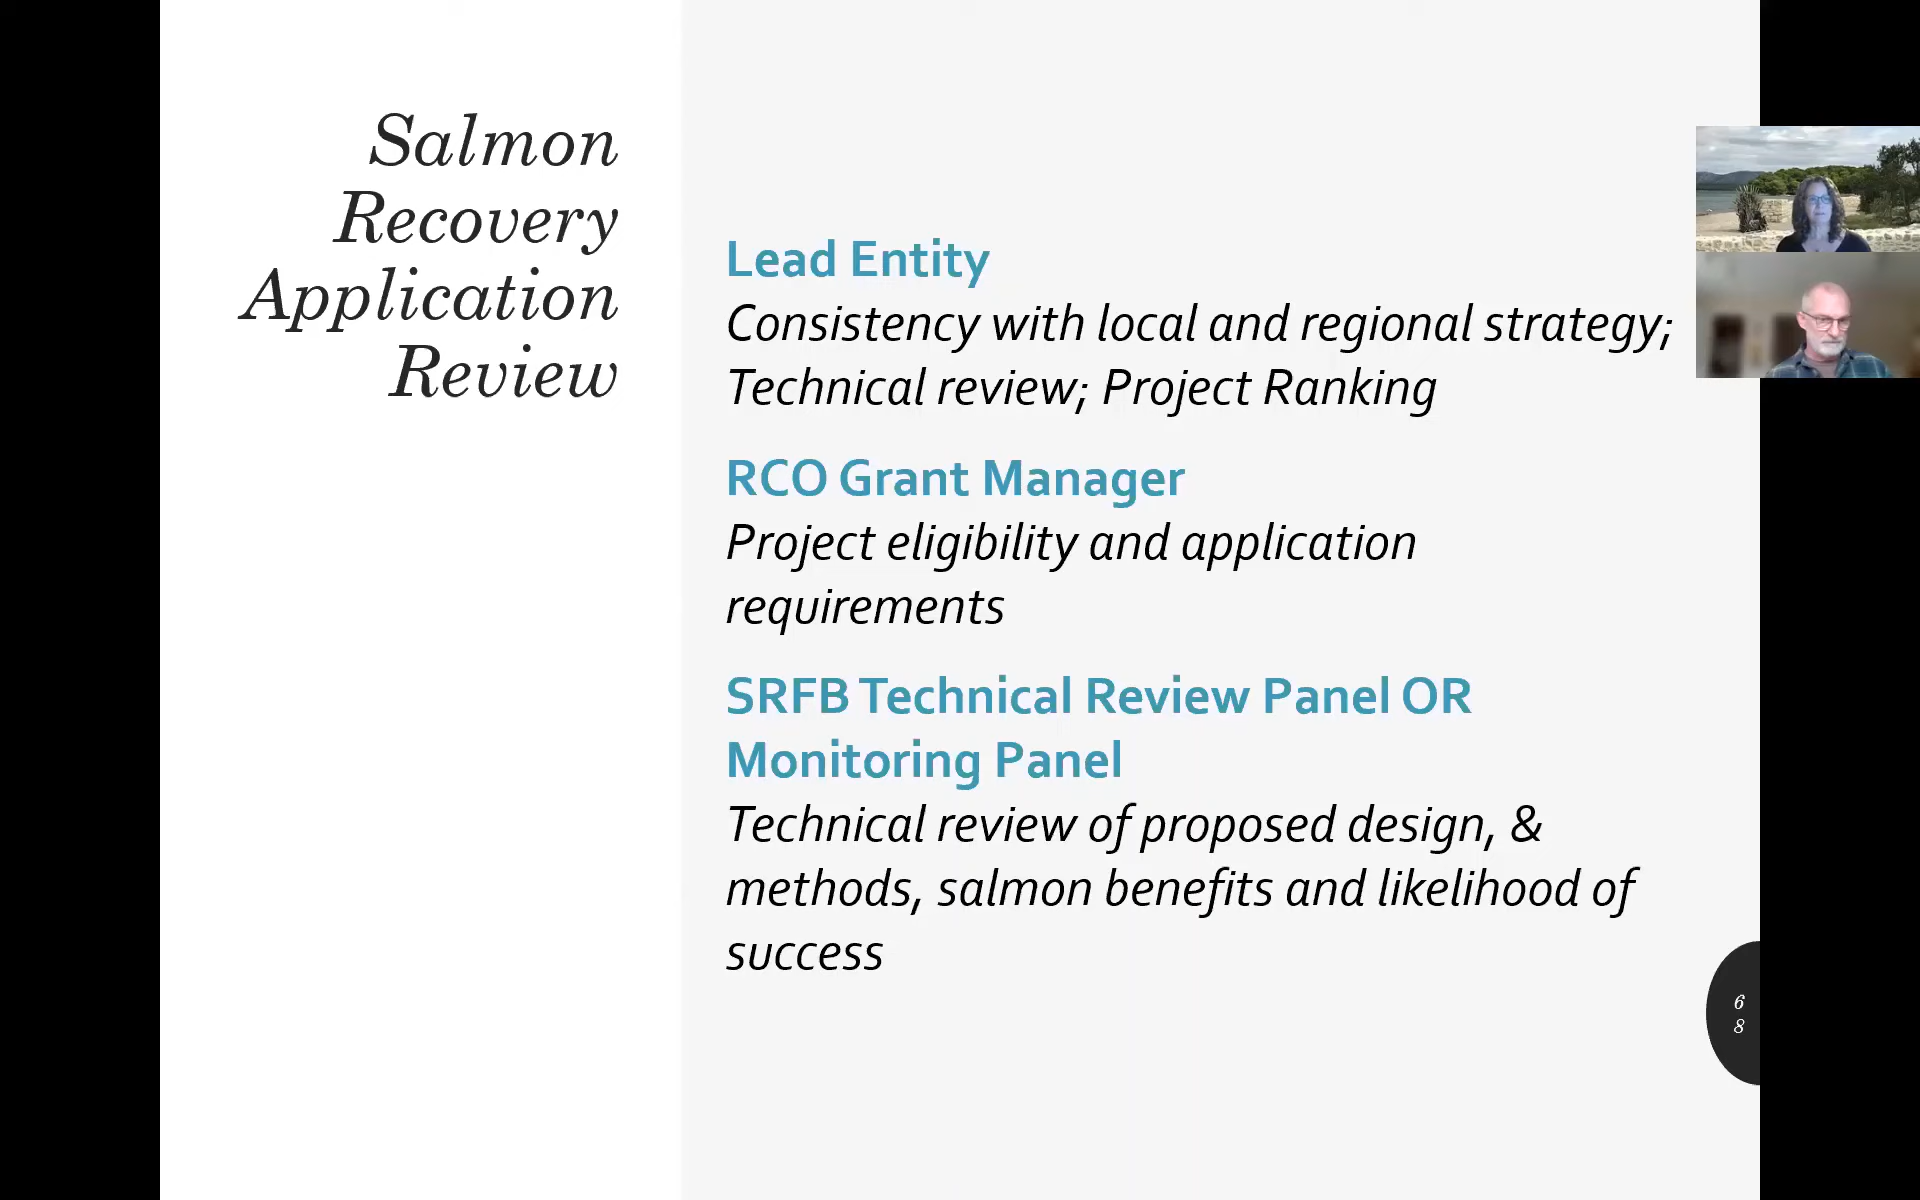 Salmon
Recovery
Application
Review
Lead Entity
Consistency with local and regional strategy;
Technical review; Project Ranking
RCO Grant Manager
Project eligibility and application
requirements
SRFB Technical Review Panel OR
Monitoring Panel
Technical review of proposed design, &
methods, salmon benefits and likelihood of
success
6
8